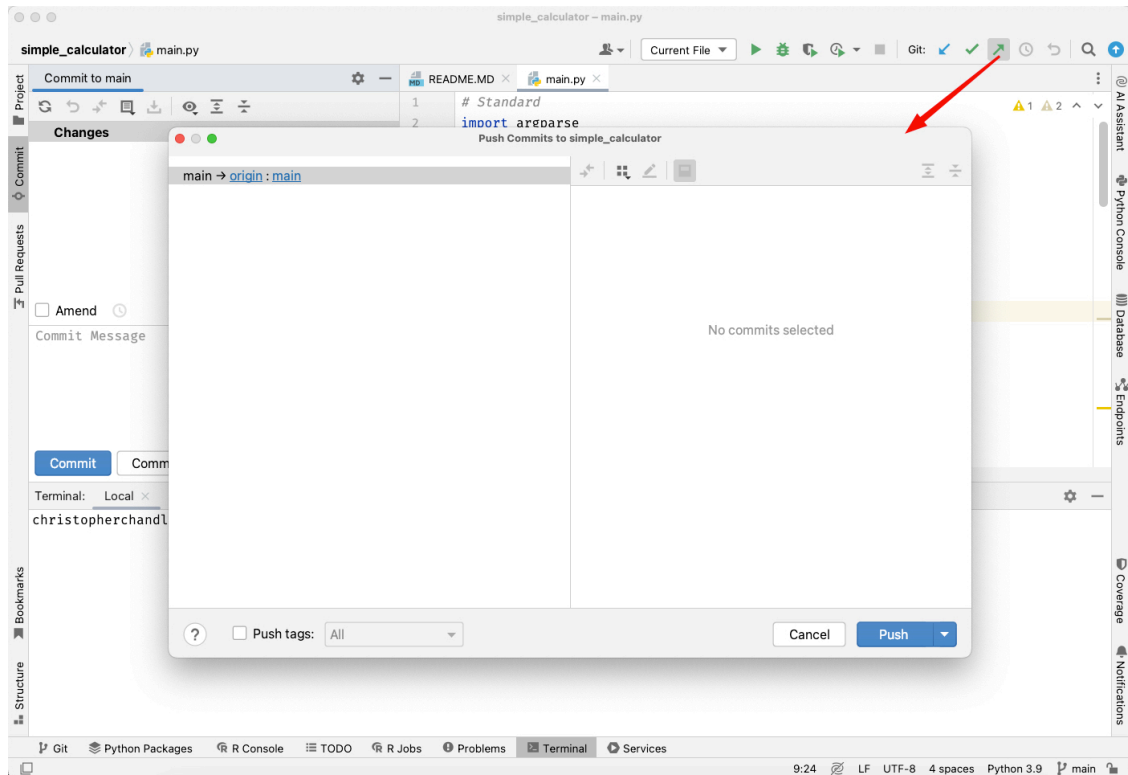 simple_calculator – main.py
simple_calculator main.py
Current File
Git:
Commit to main
README.MD
main.py
1 # Standard
2 import argparse
1 2
Changes
Push Commits to simple_calculator
main → origin : main
No commits selected
Amend
Commit Message
Commit Comm
Terminal: Local
christopherchandl
? Push tags: All
Cancel Push
Project
Commit
Pull Requests
Bookmarks
Structure
AI Assistant
Python Console
Database
Endpoints
Coverage
Notifications
Git Python Packages R Console TODO R Jobs Problems Terminal Services
9:24 LF UTF-8 4 spaces Python 3.9 main